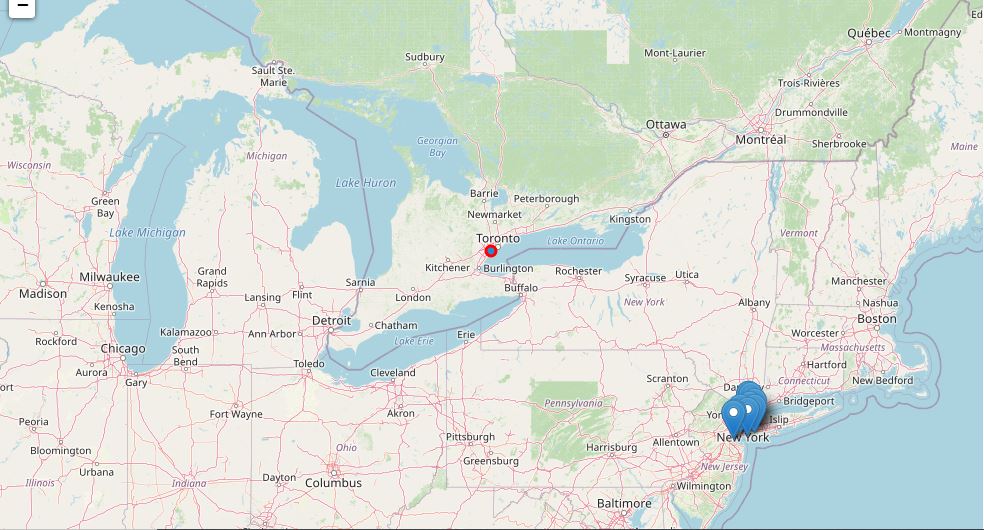 −
Québec
Montmagny
Mont-Laurier
Sudbury
Sault Ste.
Marie
Trois-Rivières
Drummondville
Ottawa
Montréal
Sherbrooke
Georgian
Bay
Maine
Wisconsin
Michigan
Lake Huron
Barrie
Peterborough
Green
Bay
Newmarket
Kingston
Lake Michigan
Vermont
Toronto
Lake Ontario
Kitchener
Burlington
Rochester
Syracuse
Utica
Grand
Rapids
Milwaukee
Sarnia
Manchester
Madison
Lansing
Flint
London
Buffalo
New York
Albany
Nashua
Kenosha
Boston
Detroit
Chatham
Kalamazoo
Ann Arbor
Erie
Worcester
Rockford
Lake Erie
Massachusetts
Chicago
South
Bend
Toledo
Hartford
Aurora
Cleveland
Scranton
Connecticut
New Bedford
Gary
Bridgeport
Pennsylvania
Fort Wayne
Akron
Islip
Peoria
Pittsburgh
Allentown
New York
Bloomington
Ohio
Harrisburg
Greensburg
New Jersey
Urbana
Dayton
Columbus
Illinois
Indiana
Wilmington
Baltimore